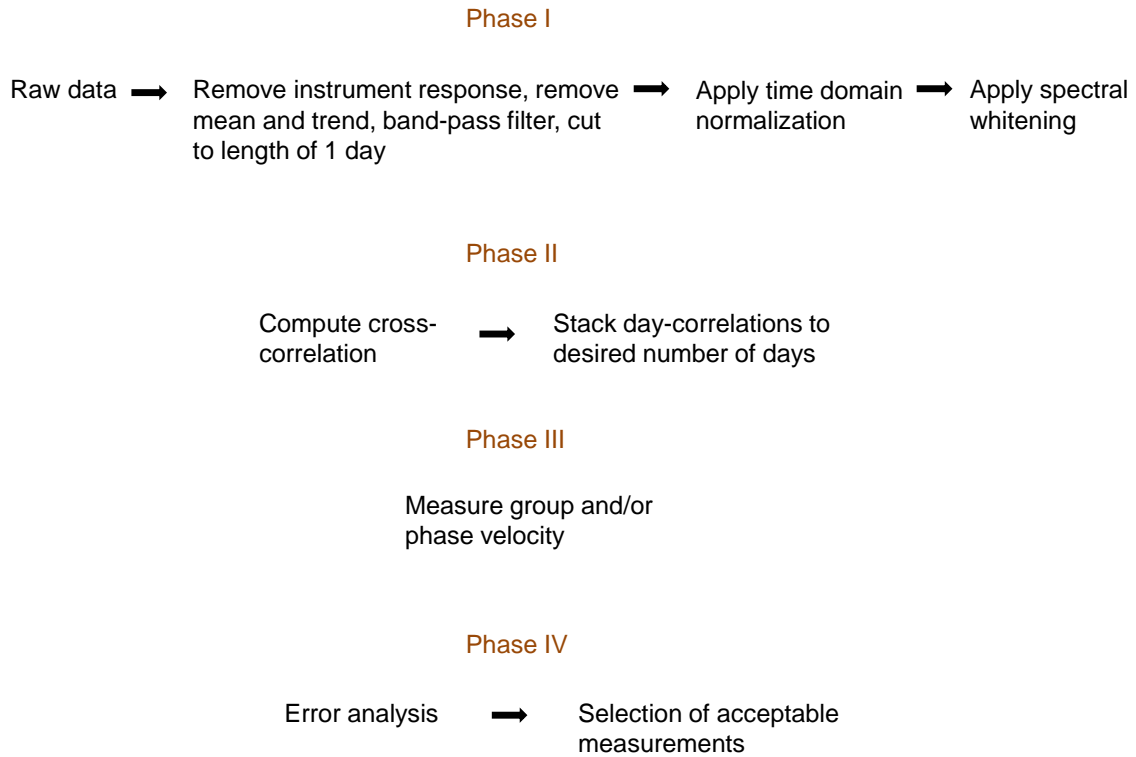 Phase I
Raw data
Remove instrument response, remove
mean and trend, band-pass filter, cut
to length of 1 day
Apply time domain
normalization
Apply spectral
whitening
Phase II
Compute cross-
correlation
Stack day-correlations to
desired number of days
Phase III
Measure group and/or
phase velocity
Phase IV
Error analysis
Selection of acceptable
measurements